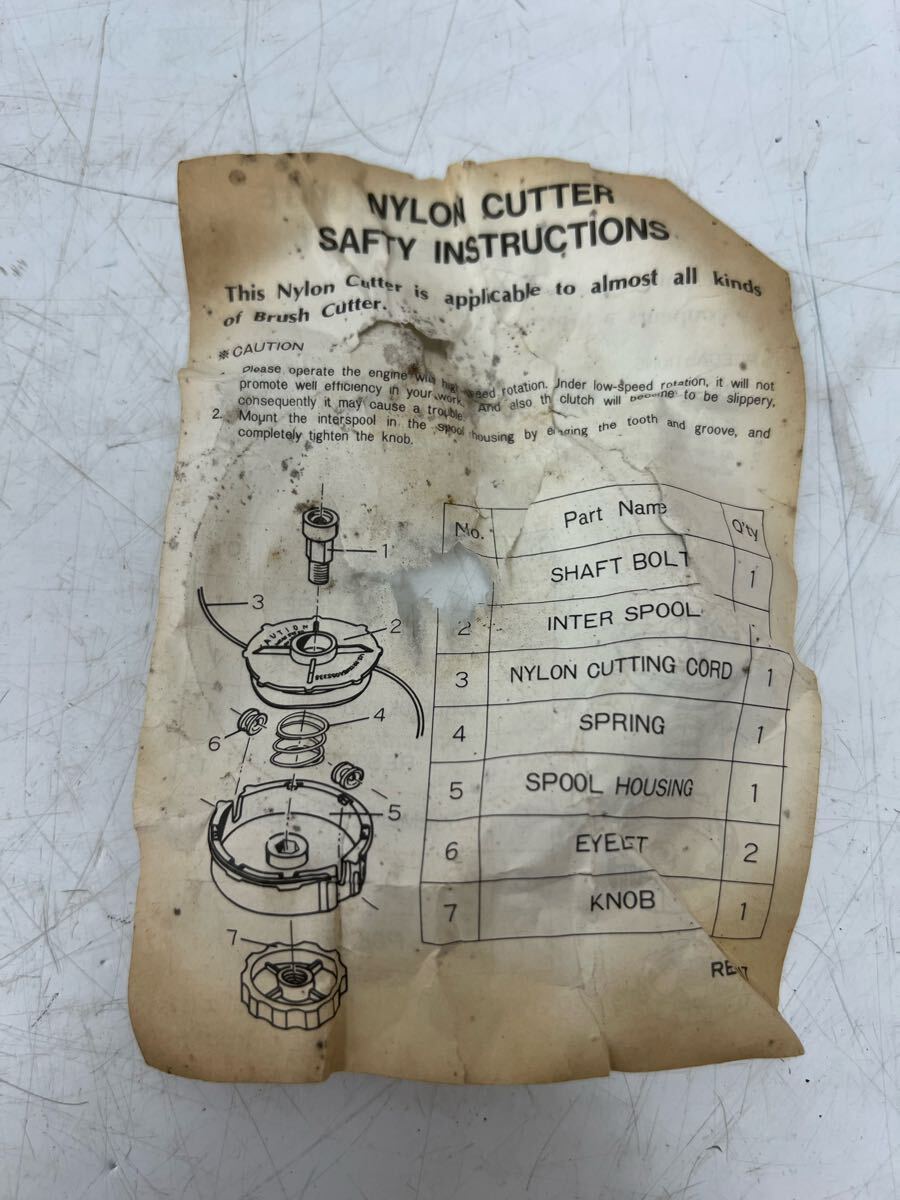 NYLON CUTTER
SAFTY INSTRUCTIONS
This Nylon Cutter is applicable to almost all kinds
of Brush Cutter.
※CAUTION
Please operate the engine with high speed rotation. Under low-speed rotation, it will not
promote well efficiency in your work. And also the clutch will to be slippery,
consequently it may cause a trouble.
2. Mount the interspool in the spool housing by the tooth and groove, and
completely tighten the knob.
No. Part Name Q'ty
SHAFT BOLT 1
2 INTER SPOOL
3 NYLON CUTTING CORD 1
4 SPRING 1
5 SPOOL HOUSING 1
6 EYELET 2
7 KNOB 1
1
3
2
CAUTION
4
6
5
7